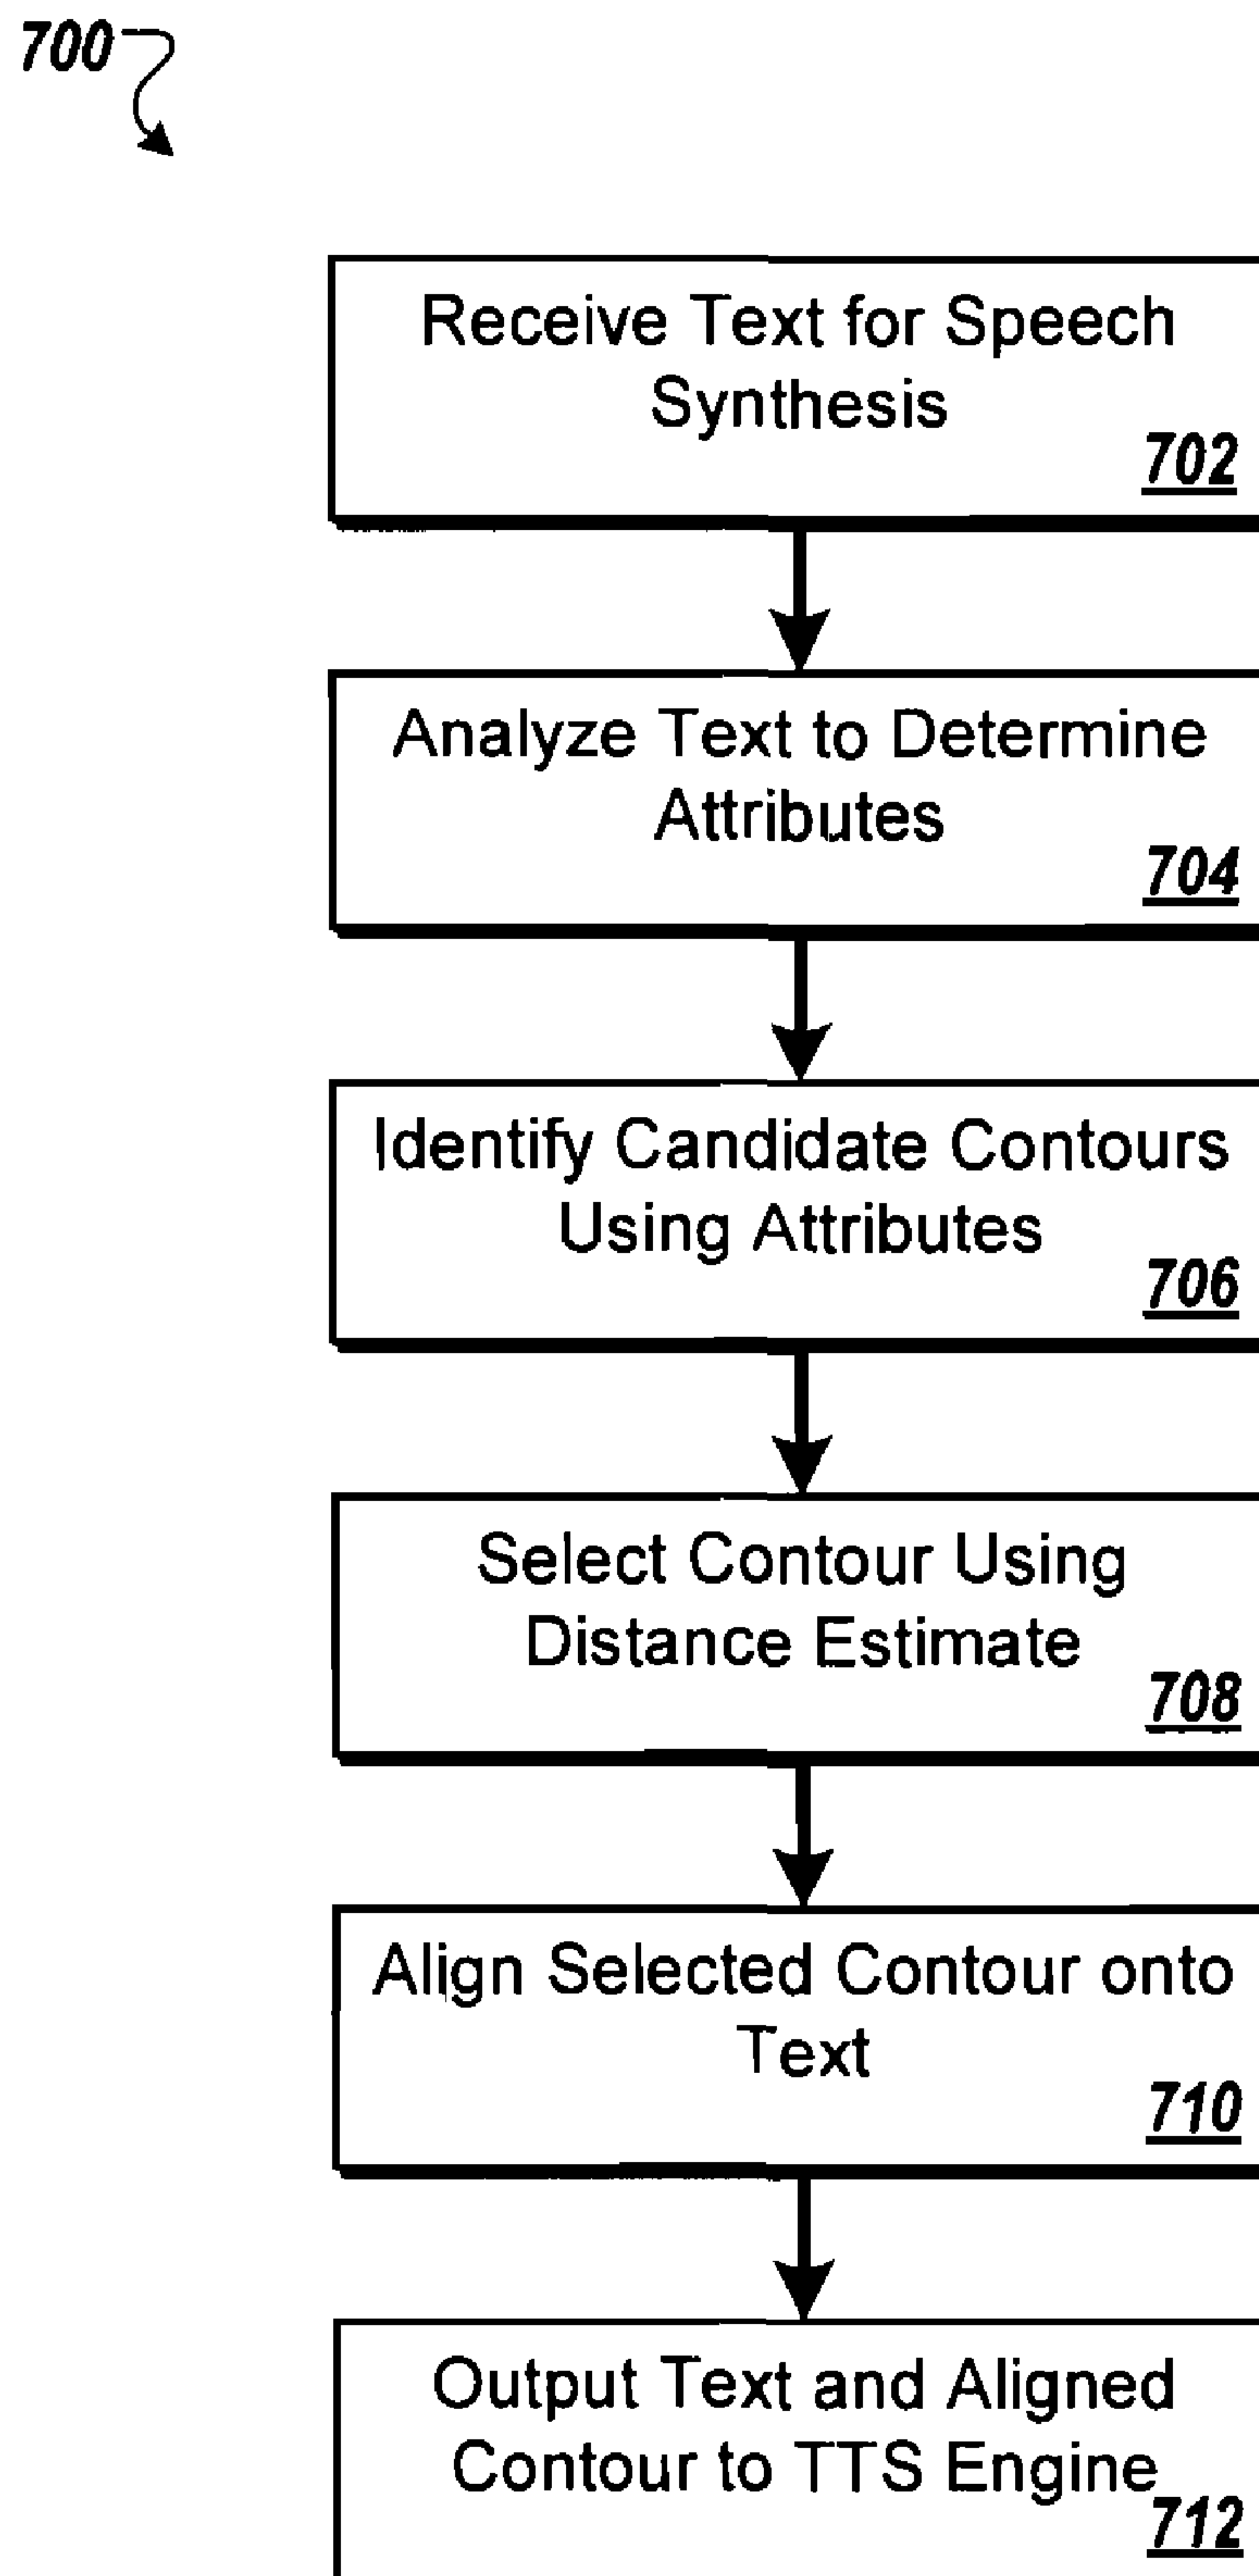 700
Receive Text for Speech
Synthesis
702
Analyze Text to Determine
Attributes
704
Identify Candidate Contours
Using Attributes
706
Select Contour Using
Distance Estimate
708
Align Selected Contour onto
Text
710
Output Text and Aligned
Contour to TTS Engine
712